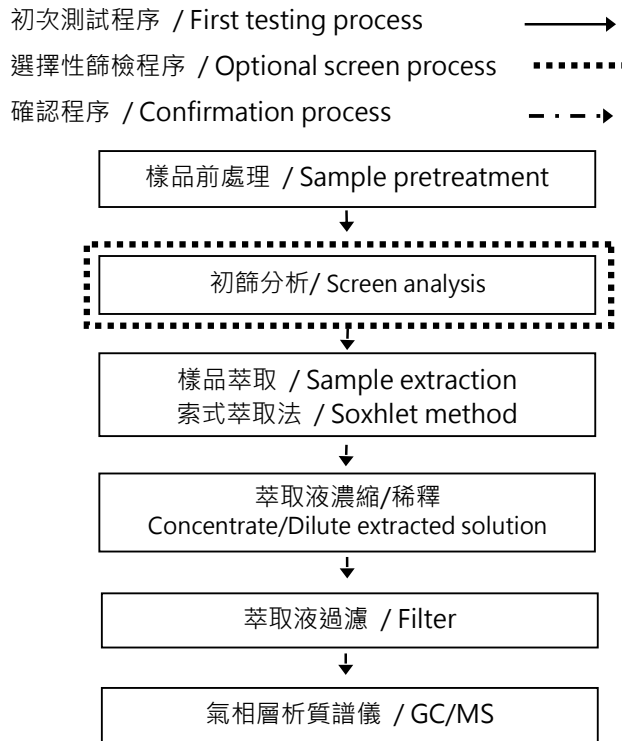 初次測試程序 / First testing process
選擇性篩檢程序 / Optional screen process
確認程序 / Confirmation process
樣品前處理 / Sample pretreatment
初篩分析/ Screen analysis
樣品萃取 / Sample extraction
索式萃取法 / Soxhlet method
萃取液濃縮/稀釋
Concentrate/Dilute extracted solution
萃取液過濾 / Filter
氣相層析質譜儀 / GC/MS